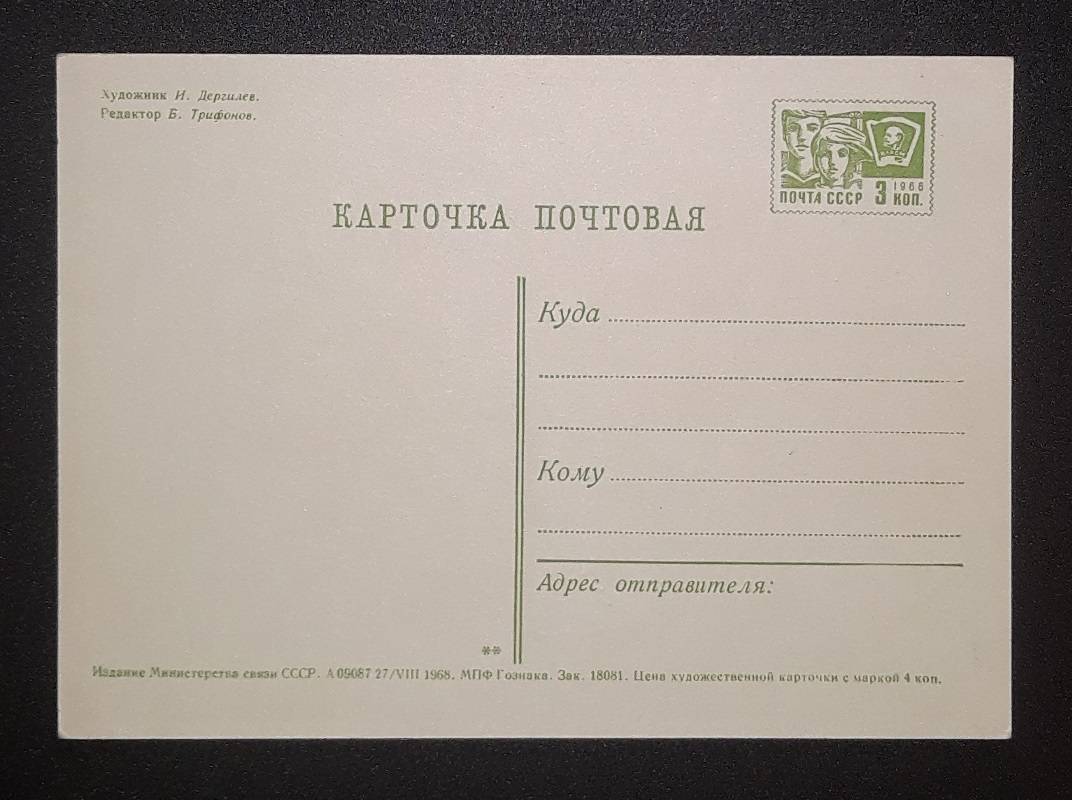 Художник И. Дергилев.
Редактор Б. Трифонов.
1966
ПОЧТА СССР 3 КОП.
КАРТОЧКА ПОЧТОВАЯ
Куда
Кому
Адрес отправителя:
**
Издание Министерства связи СССР. А 09087 27/VIII 1968. МПФ Гознака. Зак. 18081. Цена художественной карточки с маркой 4 коп.